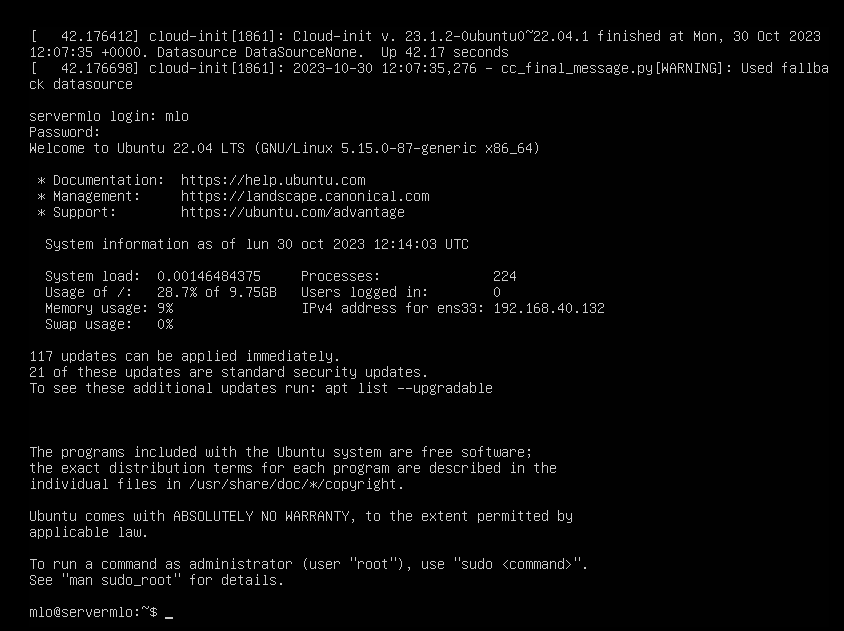 [   42.176412] cloud-init[1861]: Cloud-init v. 23.1.2-0ubuntu0~22.04.1 finished at Mon, 30 Oct 2023
12:07:35 +0000. Datasource DataSourceNone.  Up 42.17 seconds
[   42.176698] cloud-init[1861]: 2023-10-30 12:07:35,276 - cc_final_message.py[WARNING]: Used fallba
ck datasource
servermlo login: mlo
Password:
Welcome to Ubuntu 22.04 LTS (GNU/Linux 5.15.0-87-generic x86_64)
 * Documentation:  https://help.ubuntu.com
 * Management:     https://landscape.canonical.com
 * Support:        https://ubuntu.com/advantage
  System information as of lun 30 oct 2023 12:14:03 UTC
  System load:  0.00146484375     Processes:              224
  Usage of /:   28.7% of 9.75GB   Users logged in:        0
  Memory usage: 9%                IPv4 address for ens33: 192.168.40.132
  Swap usage:   0%
117 updates can be applied immediately.
21 of these updates are standard security updates.
To see these additional updates run: apt list --upgradable
The programs included with the Ubuntu system are free software;
the exact distribution terms for each program are described in the
individual files in /usr/share/doc/*/copyright.
Ubuntu comes with ABSOLUTELY NO WARRANTY, to the extent permitted by
applicable law.
To run a command as administrator (user "root"), use "sudo <command>".
See "man sudo_root" for details.
mlo@servermlo:~$ _